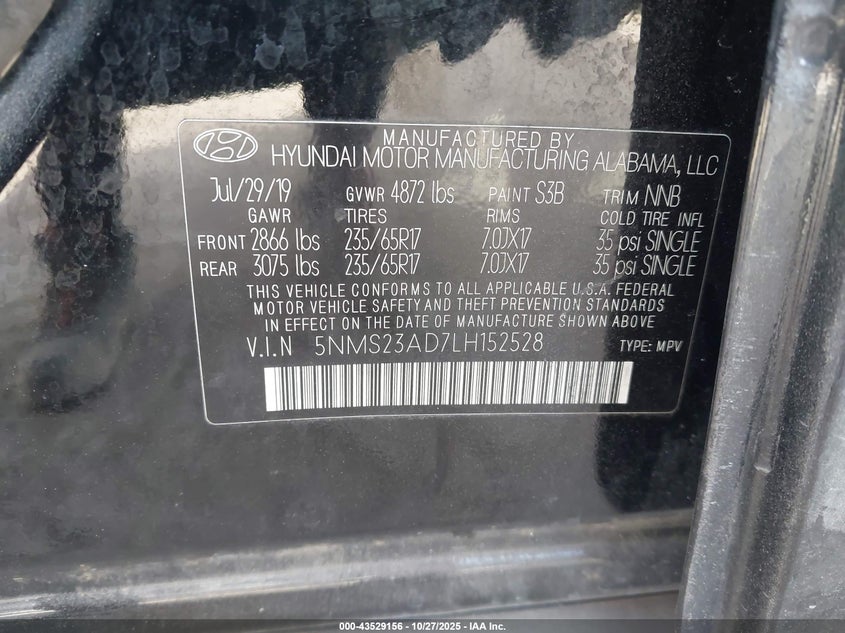 MANUFACTURED BY
HYUNDAI MOTOR MANUFACTURING ALABAMA, LLC
Jul/29/19 GVWR 4872 lbs PAINT S3B TRIM NNB
GAWR TIRES RIMS COLD TIRE INFL
FRONT 2866 lbs 235/65R17 7.0JX17 35 psi SINGLE
REAR 3075 lbs 235/65R17 7.0JX17 35 psi SINGLE
THIS VEHICLE CONFORMS TO ALL APPLICABLE U.S.A. FEDERAL
MOTOR VEHICLE SAFETY AND THEFT PREVENTION STANDARDS
IN EFFECT ON THE DATE OF MANUFACTURE SHOWN ABOVE
V.I.N 5NMS23AD7LH152528 TYPE: MPV
000-43529156 - 10/27/2025 - IAA Inc.